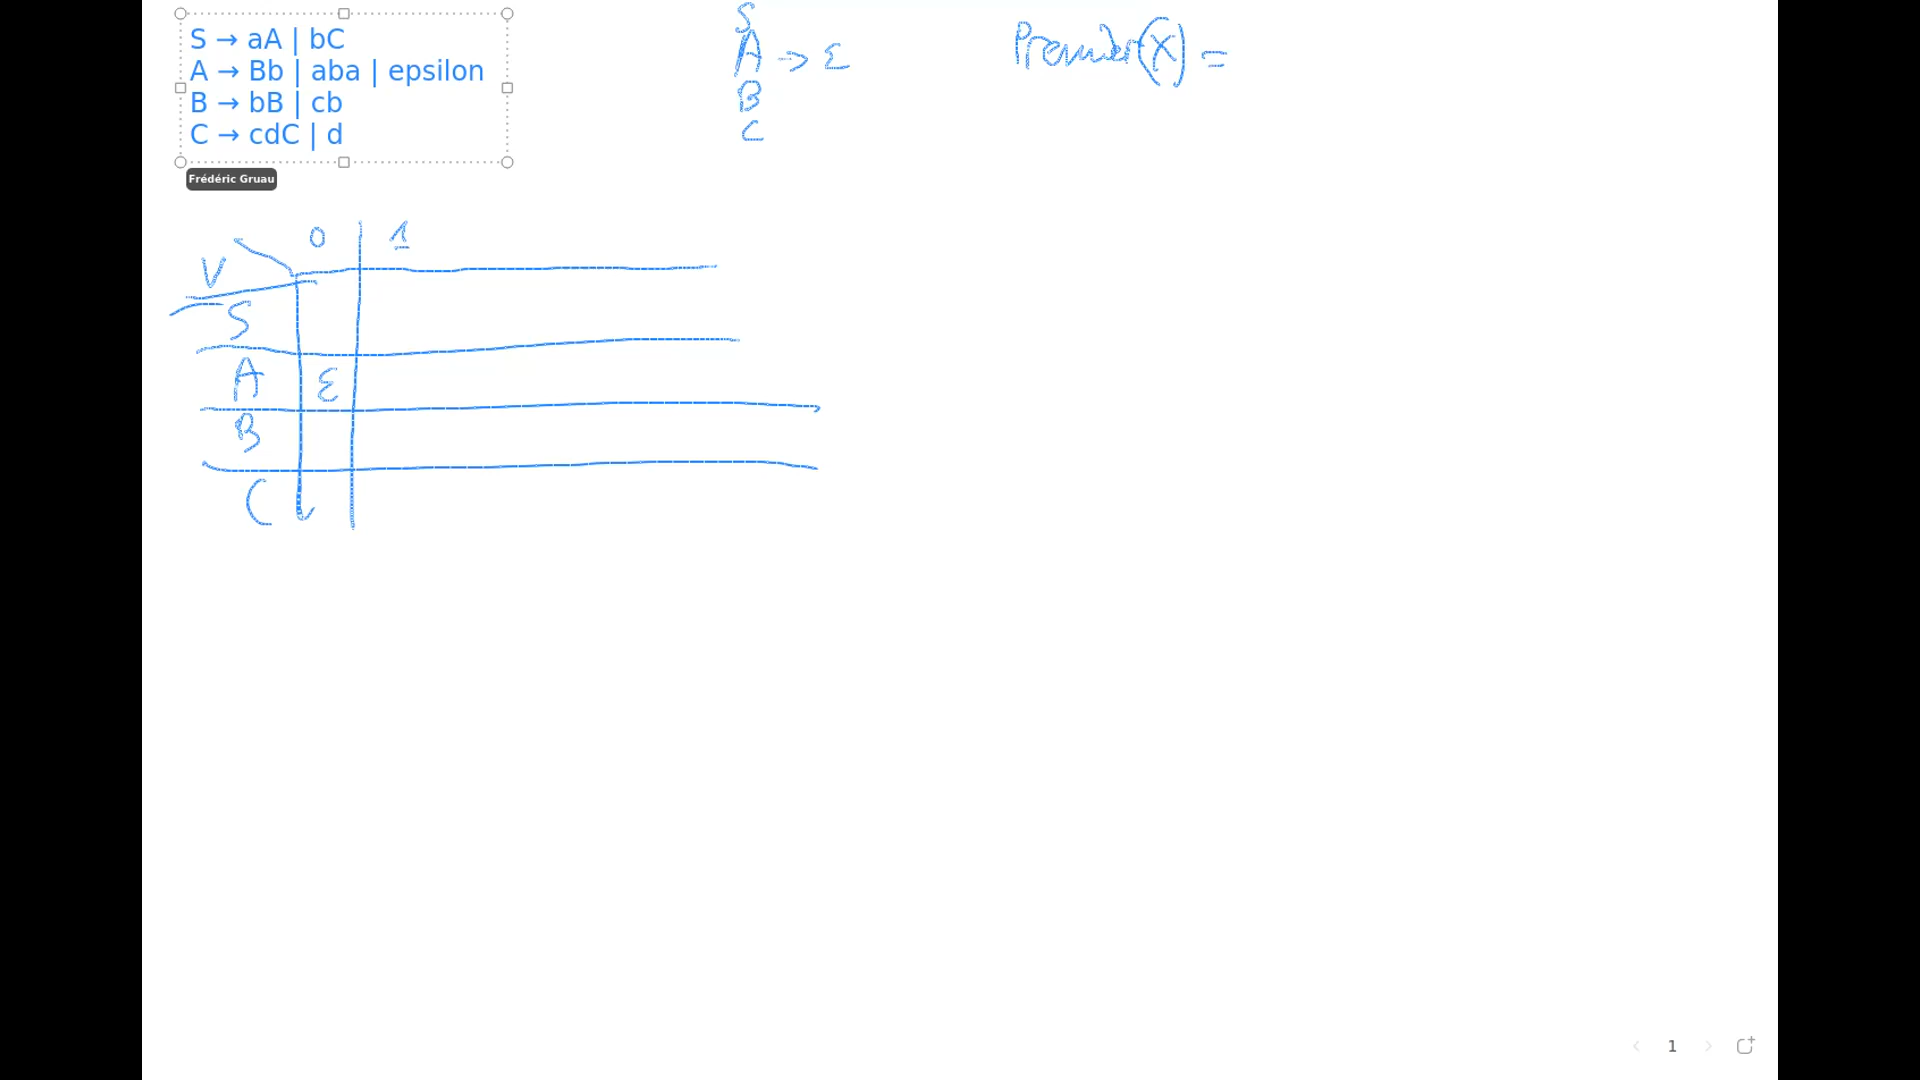 S → aA | bC
A → Bb | aba | epsilon
B → bB | cb
C → cdC | d
Frédéric Gruau
S
A → ε
B
C
Premier(X) =
V 0 1
S
A ε
B
C
1